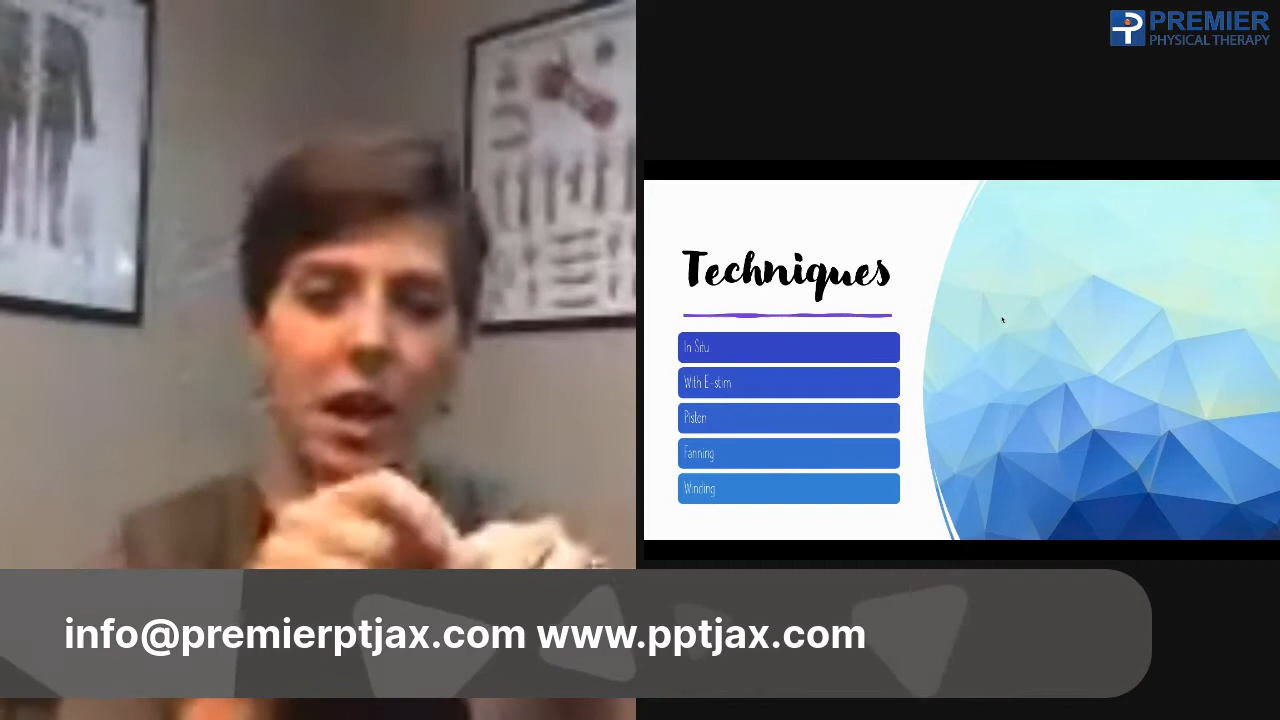 PREMIER
PHYSICAL THERAPY
Techniques
In Situ
With E-stim
Piston
Fanning
Winding
info@premierptjax.com www.pptjax.com